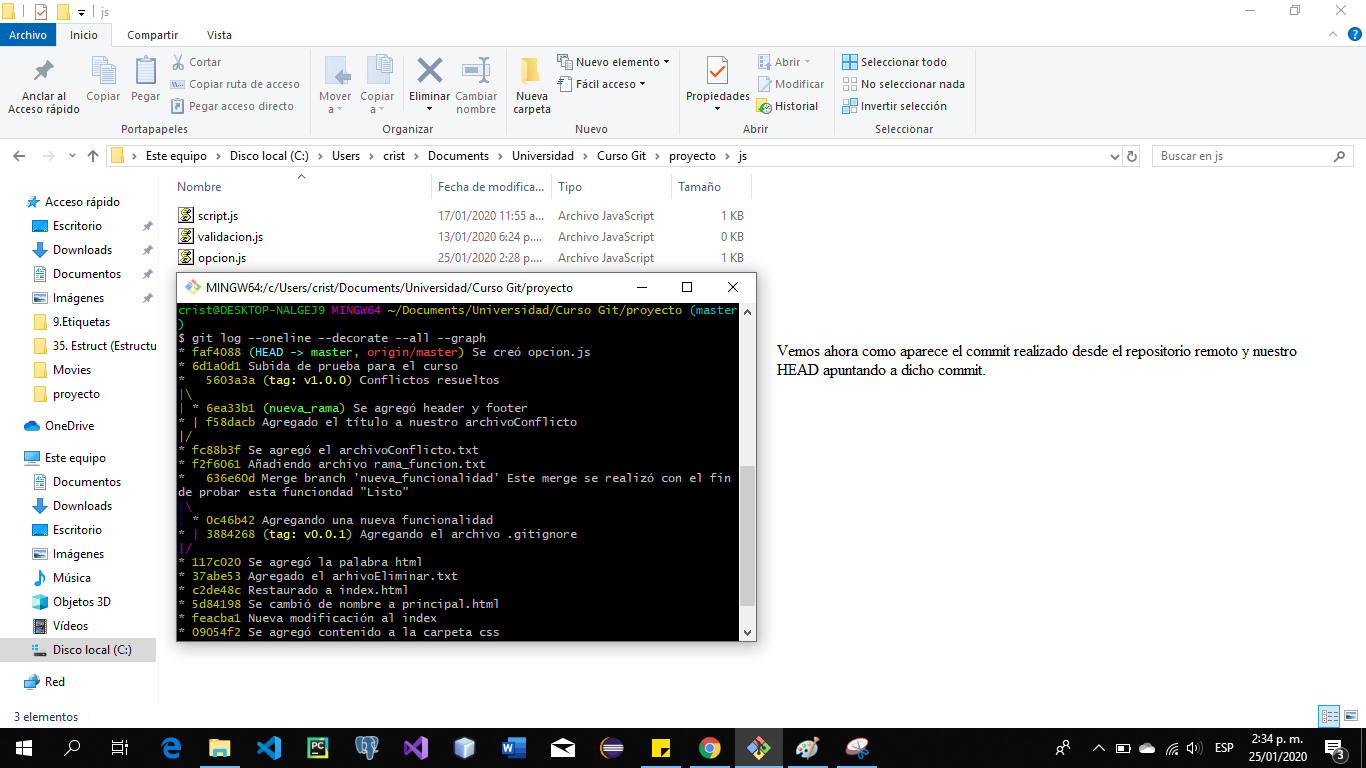 js
Archivo
Inicio
Compartir
Vista
Anclar al
Acceso rápido
Copiar
Pegar
Cortar
Copiar ruta de acceso
Pegar acceso directo
Portapapeles
Mover
a
Copiar
a
Eliminar
Cambiar
nombre
Organizar
Nueva
carpeta
Nuevo elemento
Fácil acceso
Nuevo
Propiedades
Abrir
Modificar
Historial
Abrir
Seleccionar todo
No seleccionar nada
Invertir selección
Seleccionar
Este equipo > Disco local (C:) > Users > crist > Documents > Universidad > Curso Git > proyecto > js
Buscar en js
Nombre Fecha de modifica... Tipo Tamaño
script.js 17/01/2020 11:55 a... Archivo JavaScript 1 KB
validacion.js 13/01/2020 6:24 p.... Archivo JavaScript 0 KB
opcion.js 25/01/2020 2:28 p.... Archivo JavaScript 1 KB
Acceso rápido
Escritorio
Downloads
Documentos
Imágenes
9.Etiquetas
35. Estruct (Estructu
Movies
proyecto
OneDrive
Este equipo
Documentos
Downloads
Escritorio
Imágenes
Música
Objetos 3D
Vídeos
Disco local (C:)
Red
MINGW64:/c/Users/crist/Documents/Universidad/Curso Git/proyecto
crist@DESKTOP-NALGEJ9 MINGW64 ~/Documents/Universidad/Curso Git/proyecto (master
)
$ git log --oneline --decorate --all --graph
* faf4088 (HEAD -> master, origin/master) Se creó opcion.js
* 6d1a0d1 Subida de prueba para el curso
*   5603a3a (tag: v1.0.0) Conflictos resueltos
|\
| * 6ea33b1 (nueva_rama) Se agregó header y footer
* | f58dacb Agregado el título a nuestro archivoConflicto
|/
* fc88b3f Se agregó el archivoConflicto.txt
* f2f6061 Añadiendo archivo rama_funcion.txt
*   636e60d Merge branch 'nueva_funcionalidad' Este merge se realizó con el fin
de probar esta funciondad "Listo"
|\
| * 0c46b42 Agregando una nueva funcionalidad
* | 3884268 (tag: v0.0.1) Agregando el archivo .gitignore
|/
* 117c020 Se agregó la palabra html
* 37abe53 Agregado el arhivoEliminar.txt
* c2de48c Restaurado a index.html
* 5d84198 Se cambió de nombre a principal.html
* feacba1 Nueva modificación al index
* 09054f2 Se agregó contenido a la carpeta css
Vemos ahora como aparece el commit realizado desde el repositorio remoto y nuestro
HEAD apuntando a dicho commit.
3 elementos
ESP
2:34 p. m.
25/01/2020
3